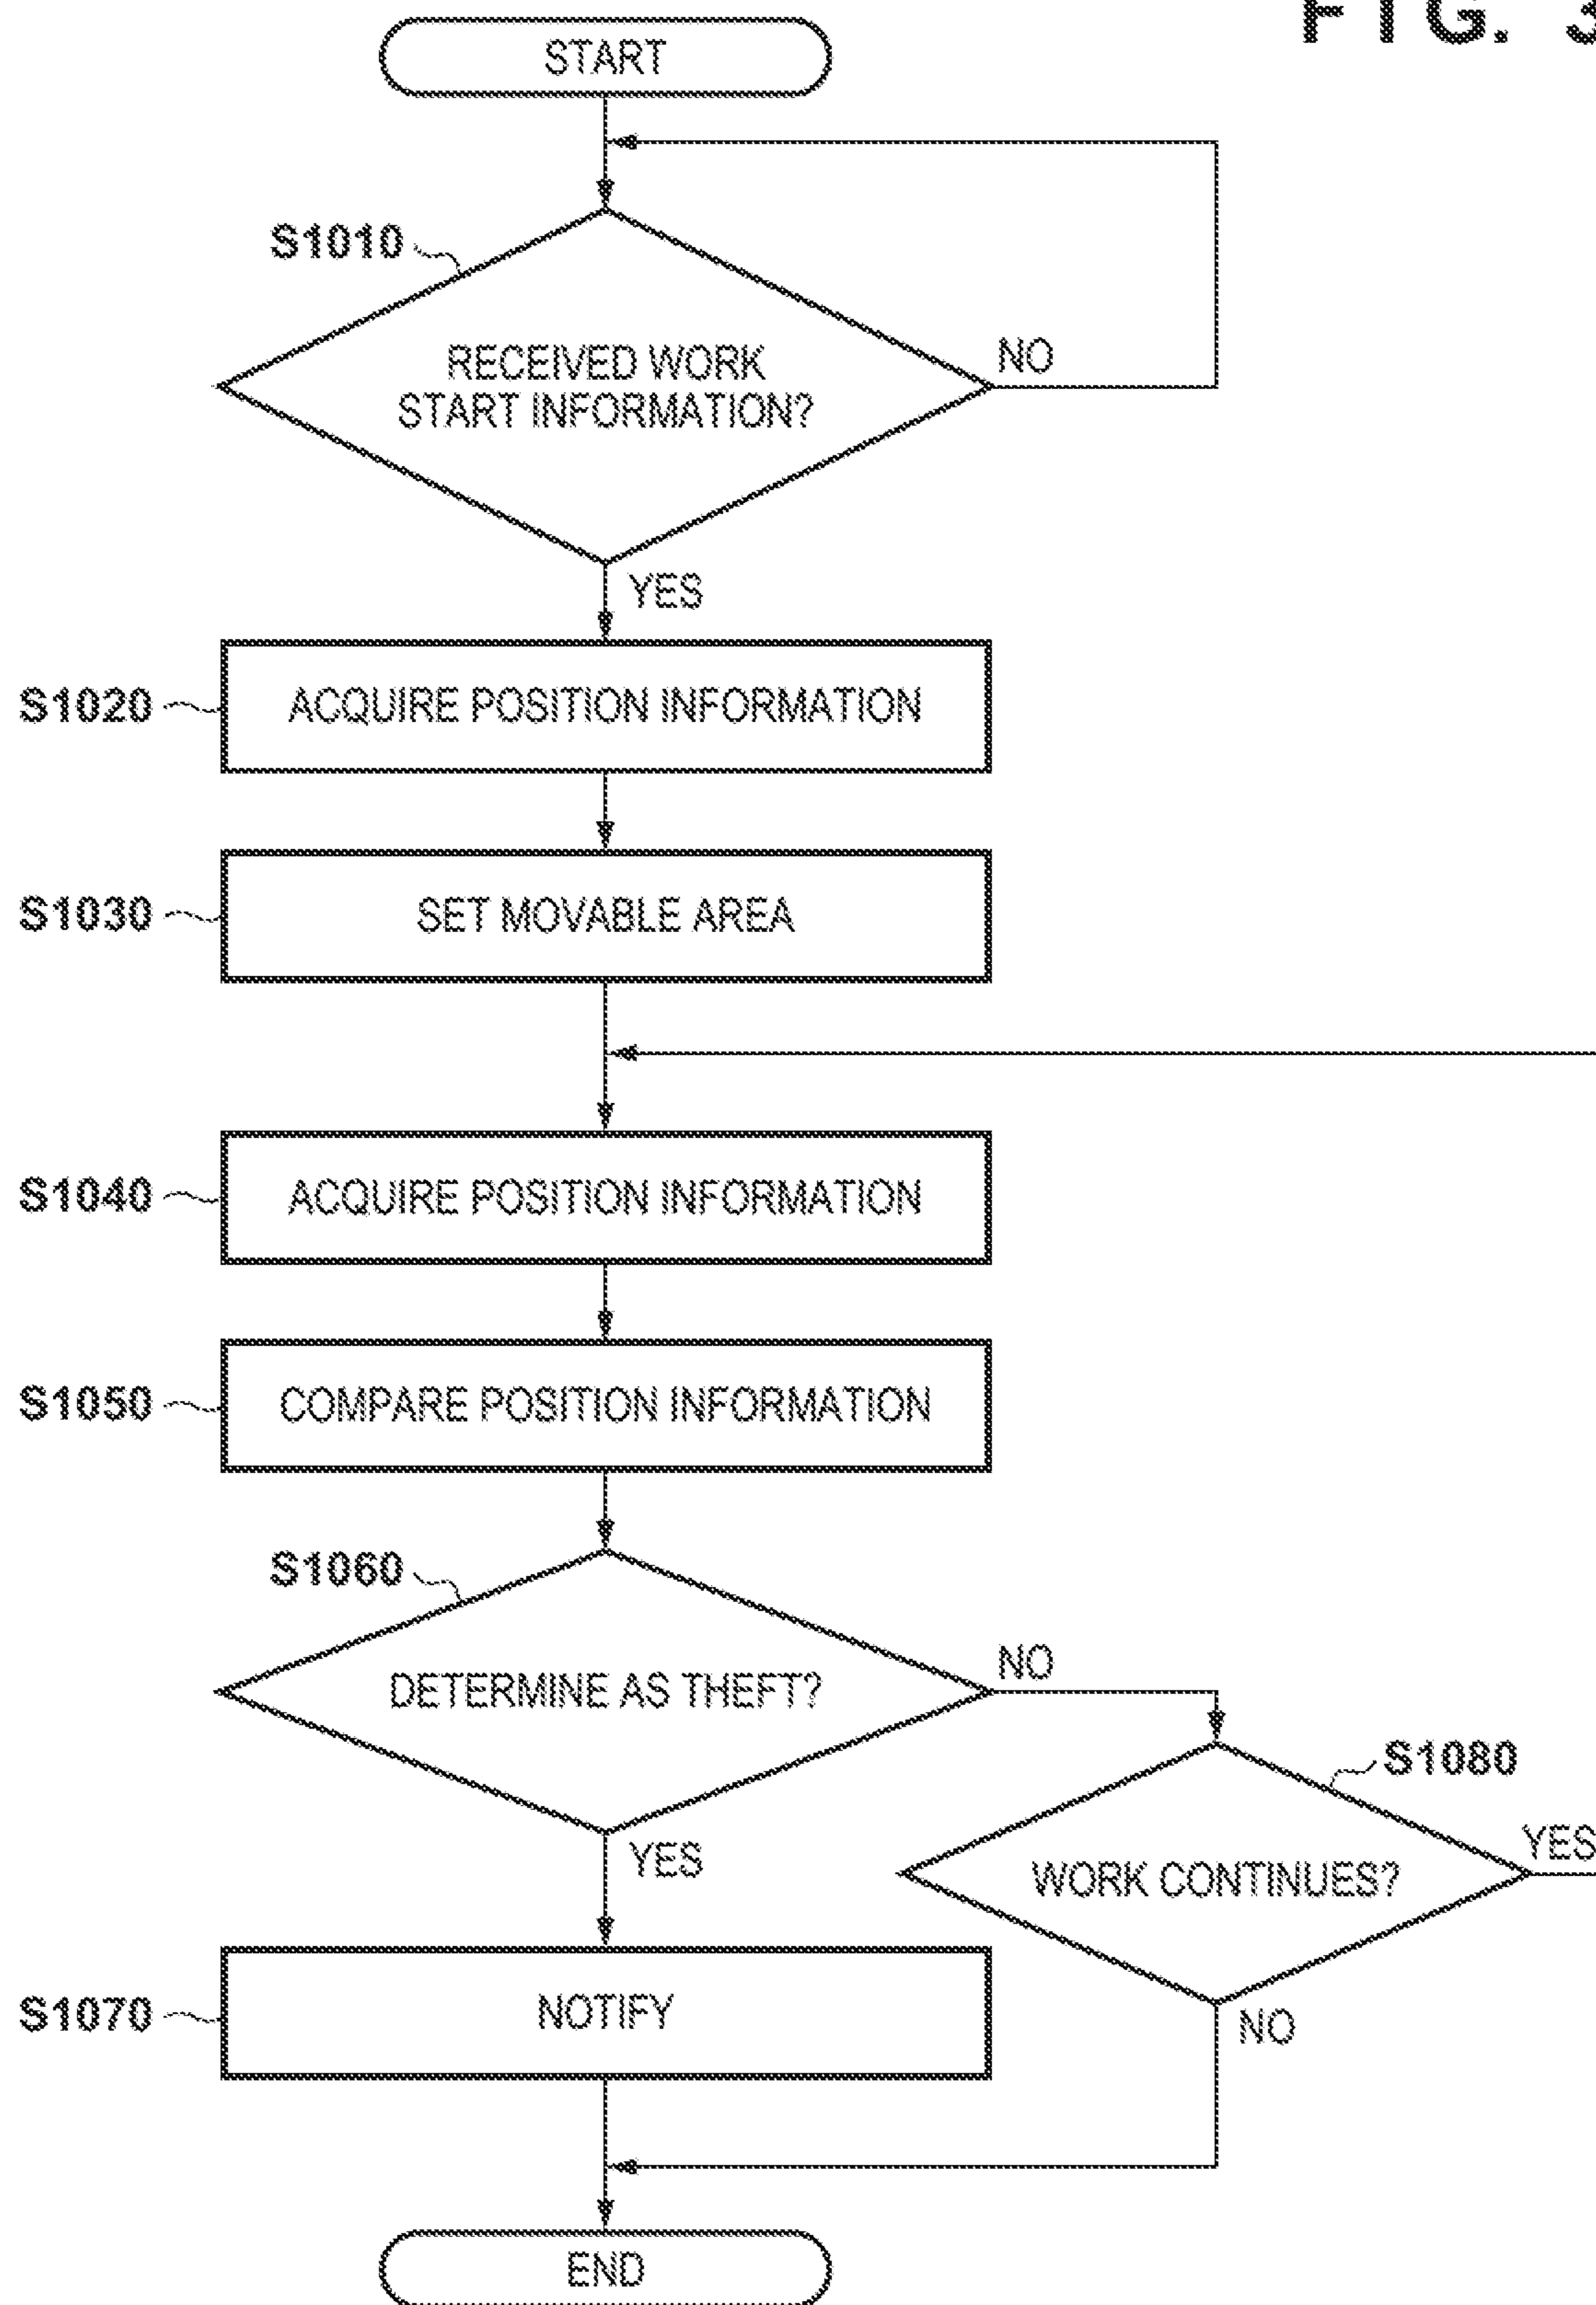 FIG. 3
START
S1010
RECEIVED WORK
START INFORMATION?
NO
YES
S1020
ACQUIRE POSITION INFORMATION
S1030
SET MOVABLE AREA
S1040
ACQUIRE POSITION INFORMATION
S1050
COMPARE POSITION INFORMATION
S1060
DETERMINE AS THEFT?
NO
S1080
YES
WORK CONTINUES?
YES
S1070
NOTIFY
NO
END